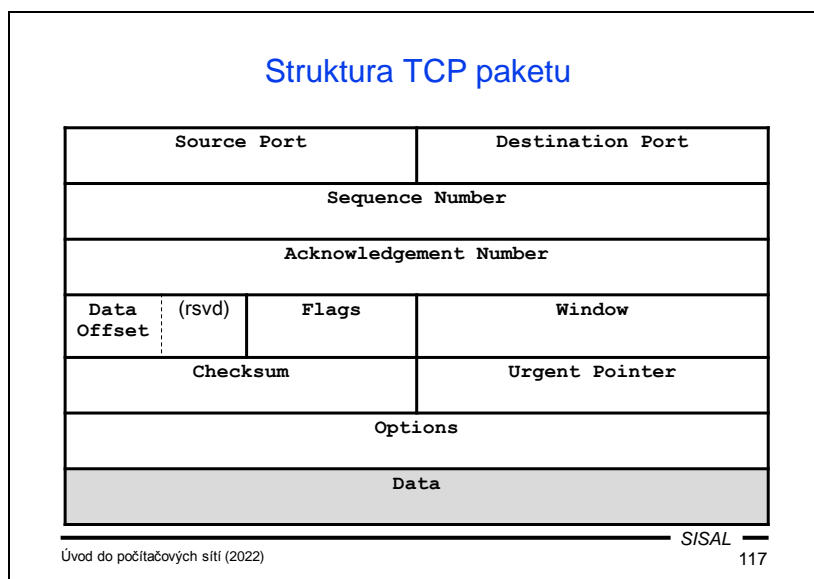 Struktura TCP paketu
Source Port
Destination Port
Sequence Number
Acknowledgement Number
Data
Offset
(rsvd)
Flags
Window
Checksum
Urgent Pointer
Options
Data
SISAL
Úvod do počítačových sítí (2022)
117